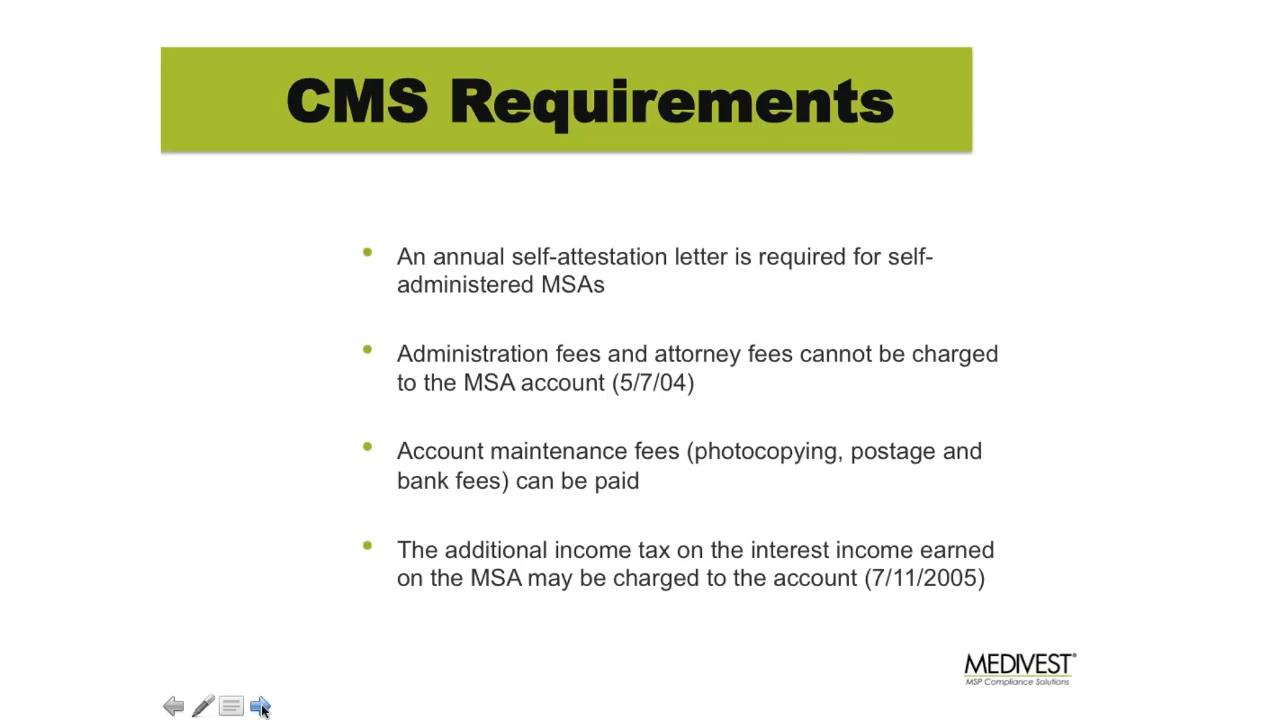 CMS Requirements
• An annual self-attestation letter is required for self-
administered MSAs
• Administration fees and attorney fees cannot be charged
to the MSA account (5/7/04)
• Account maintenance fees (photocopying, postage and
bank fees) can be paid
• The additional income tax on the interest income earned
on the MSA may be charged to the account (7/11/2005)
MEDIVEST®
MSP Compliance Solutions